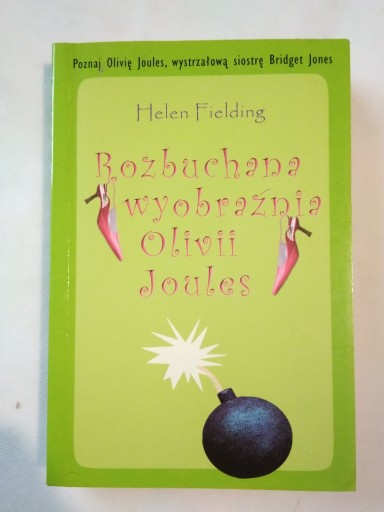 Poznaj Olivię Joules, wystrzałową siostrę Bridget Jones
Helen Fielding
Rozbuchana
wyobraźnia
Olivii
Joules